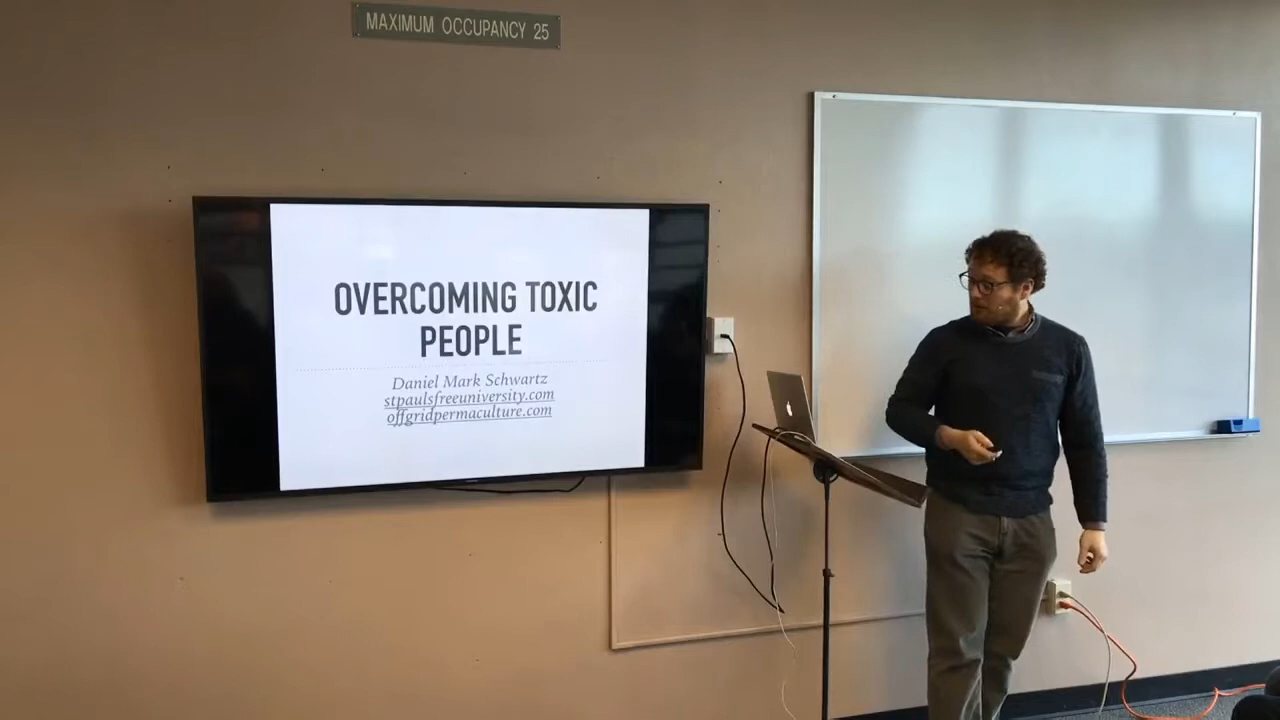 MAXIMUM OCCUPANCY 25
OVERCOMING TOXIC
PEOPLE
Daniel Mark Schwartz
stpaulsfreeuniversity.com
offgridpermaculture.com